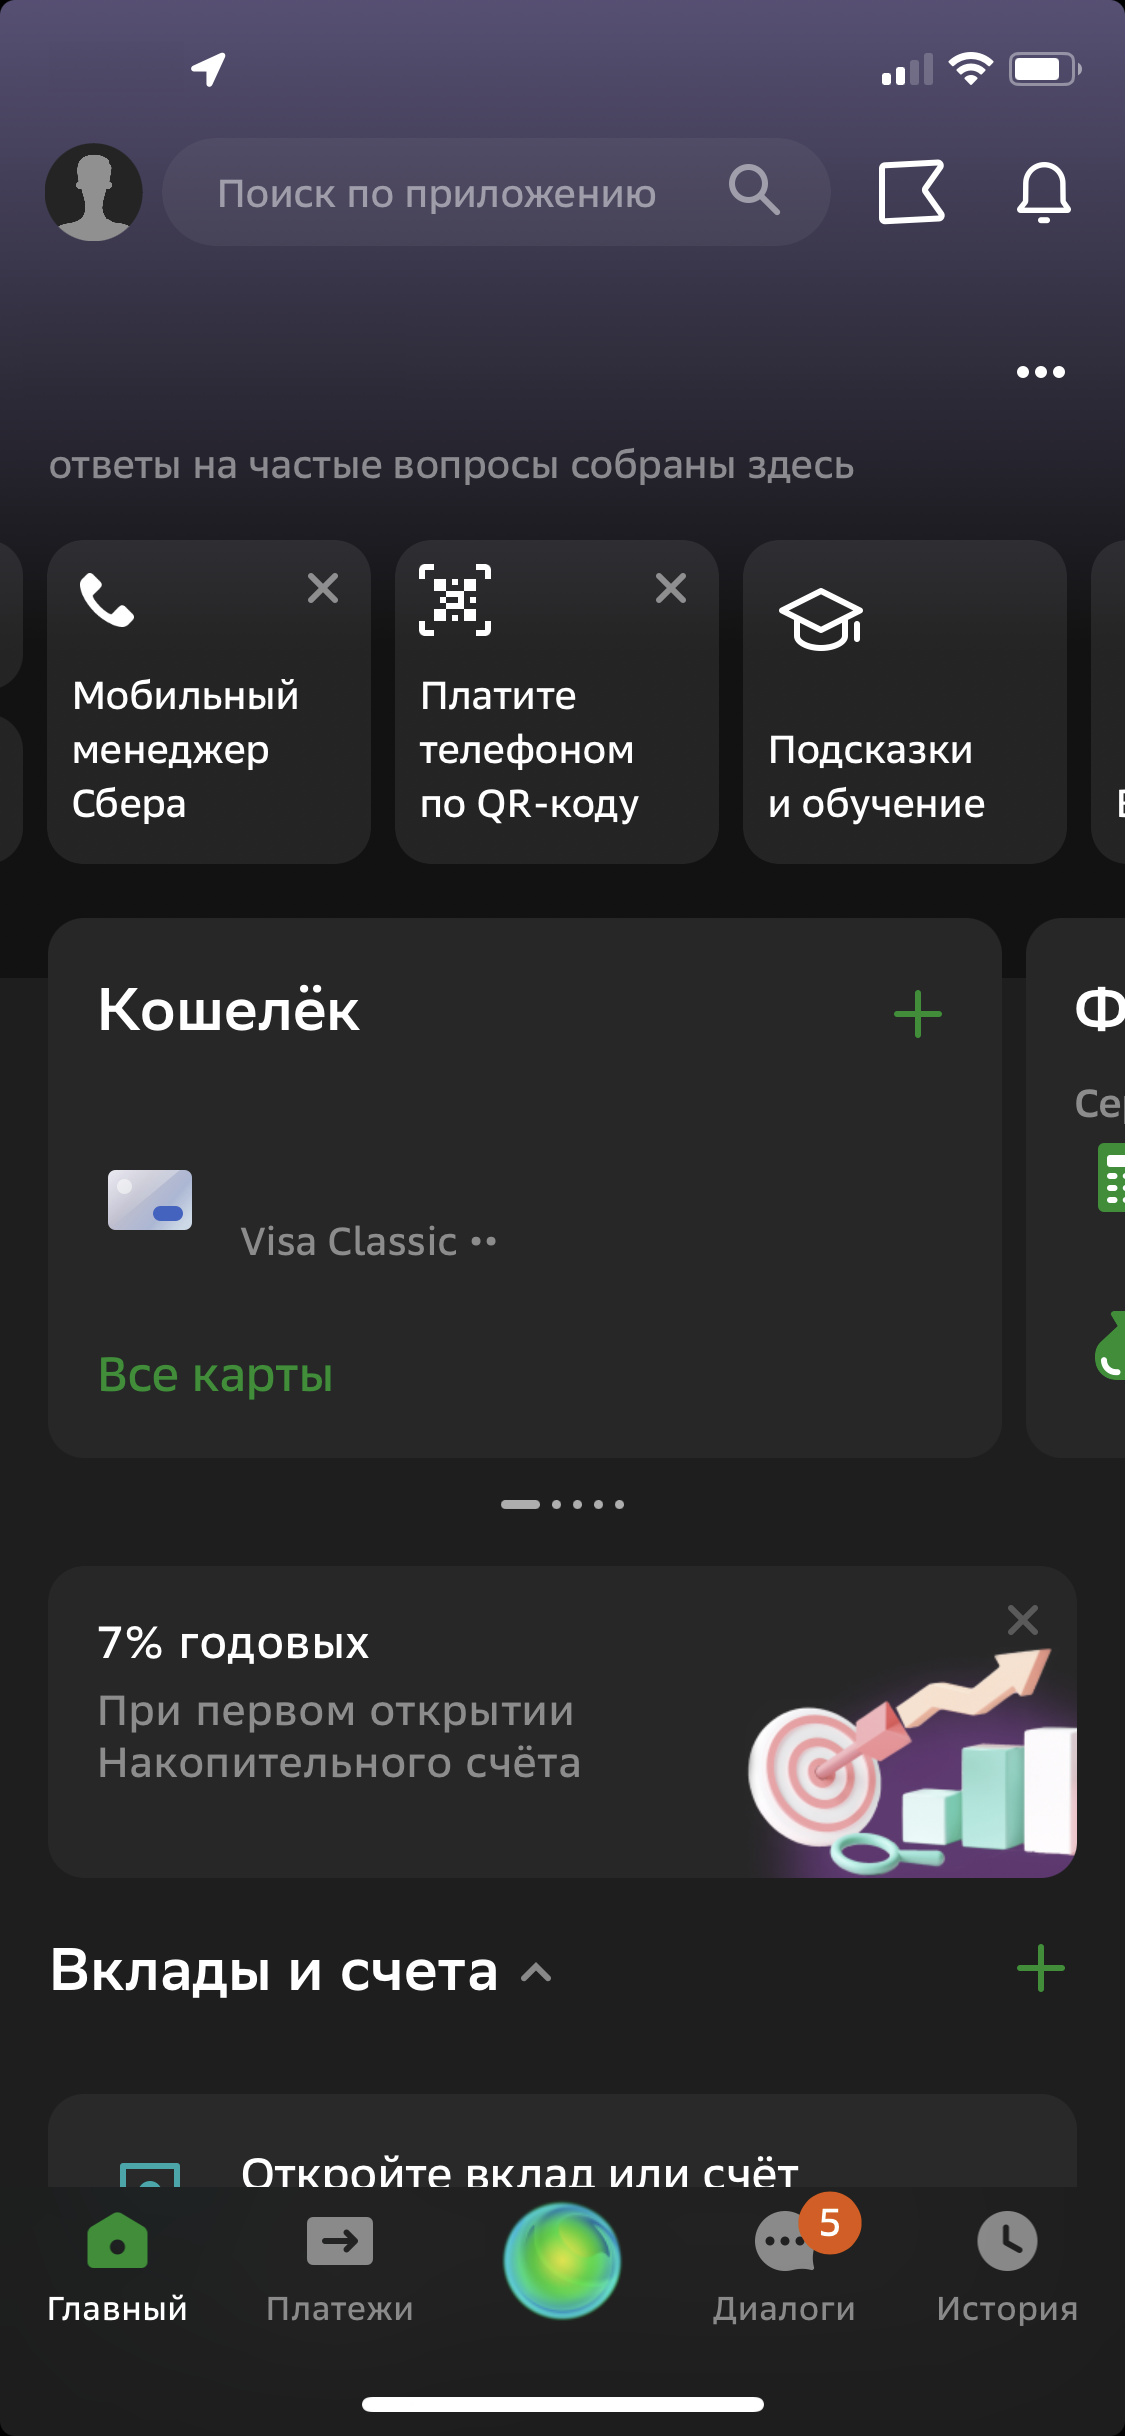 Поиск по приложению
ответы на частые вопросы собраны здесь
Мобильный
менеджер
Сбера
Платите
телефоном
по QR-коду
Подсказки
и обучение
Кошелёк
Visa Classic ••
Все карты
7% годовых
При первом открытии
Накопительного счёта
Вклады и счета
Откройте вклад или счёт
5
Главный
Платежи
Диалоги
История